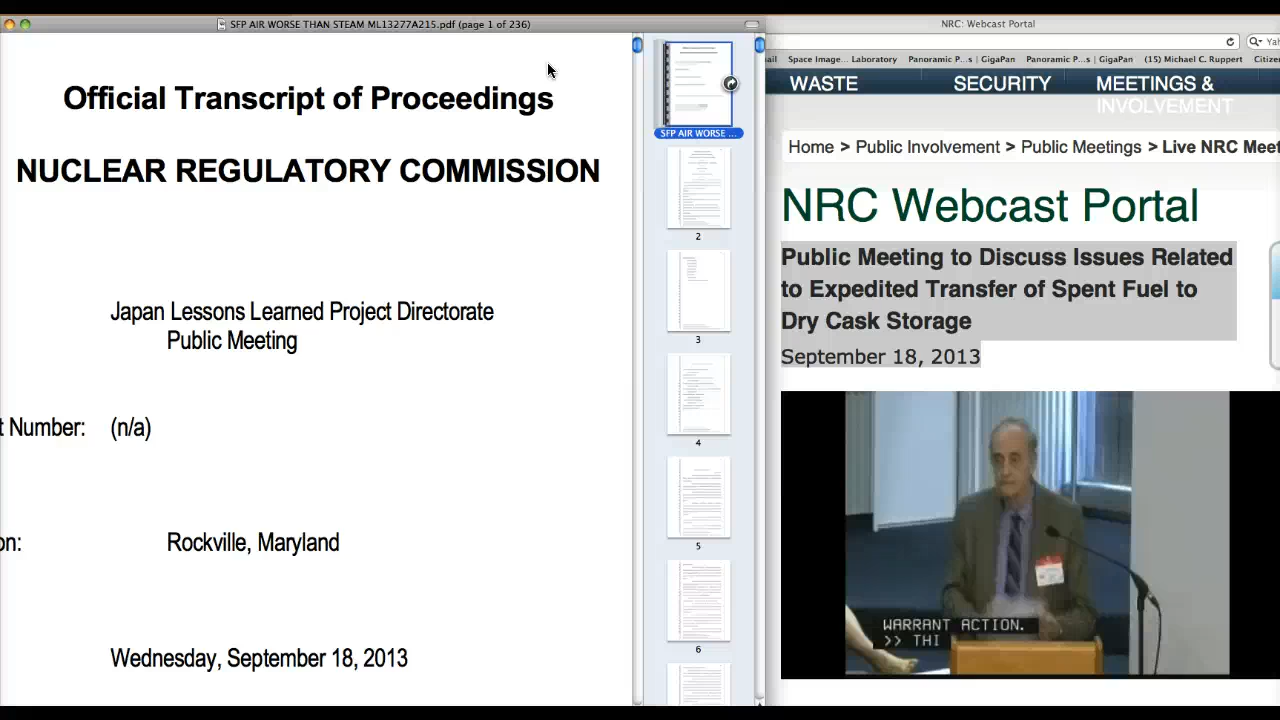 SFP AIR WORSE THAN STEAM ML13277A215.pdf (page 1 of 236)
Official Transcript of Proceedings
NUCLEAR REGULATORY COMMISSION
Japan Lessons Learned Project Directorate
Public Meeting
t Number: (n/a)
on: Rockville, Maryland
Wednesday, September 18, 2013
SFP AIR WORSE ...
2
3
4
5
6
NRC: Webcast Portal
Yah
ail Space Image... Laboratory Panoramic P...s | GigaPan Panoramic P...s | GigaPan (15) Michael C. Ruppert Citizen
WASTE SECURITY MEETINGS &
INVOLVEMENT
Home > Public Involvement > Public Meetings > Live NRC Meet
NRC Webcast Portal
Public Meeting to Discuss Issues Related
to Expedited Transfer of Spent Fuel to
Dry Cask Storage
September 18, 2013
WARRANT ACTION.
>> THI